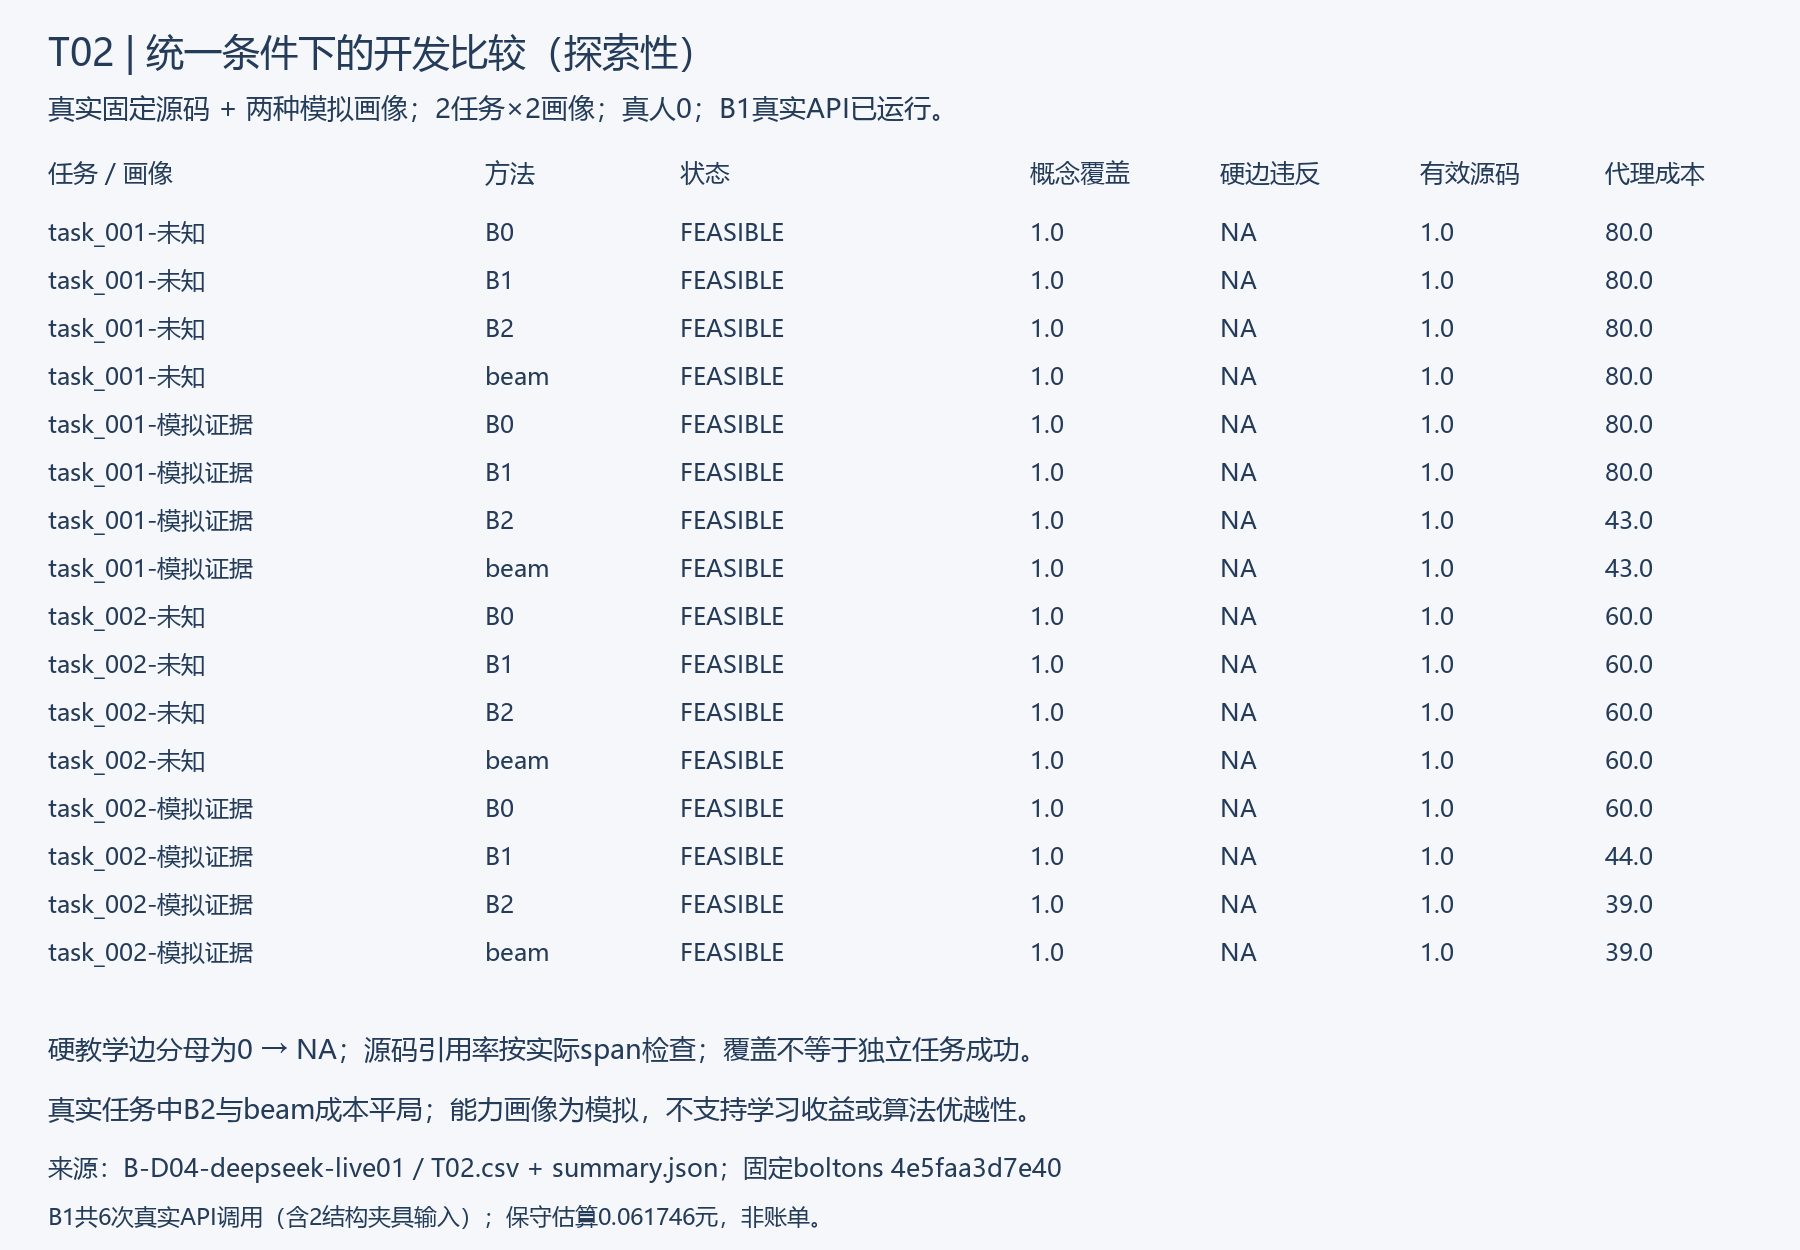 T02 | 统一条件下的开发比较（探索性）
真实固定源码 + 两种模拟画像；2任务×2画像；真人0；B1真实API已运行。
任务 / 画像 方法 状态 概念覆盖 硬边违反 有效源码 代理成本
task_001-未知 B0 FEASIBLE 1.0 NA 1.0 80.0
task_001-未知 B1 FEASIBLE 1.0 NA 1.0 80.0
task_001-未知 B2 FEASIBLE 1.0 NA 1.0 80.0
task_001-未知 beam FEASIBLE 1.0 NA 1.0 80.0
task_001-模拟证据 B0 FEASIBLE 1.0 NA 1.0 80.0
task_001-模拟证据 B1 FEASIBLE 1.0 NA 1.0 80.0
task_001-模拟证据 B2 FEASIBLE 1.0 NA 1.0 43.0
task_001-模拟证据 beam FEASIBLE 1.0 NA 1.0 43.0
task_002-未知 B0 FEASIBLE 1.0 NA 1.0 60.0
task_002-未知 B1 FEASIBLE 1.0 NA 1.0 60.0
task_002-未知 B2 FEASIBLE 1.0 NA 1.0 60.0
task_002-未知 beam FEASIBLE 1.0 NA 1.0 60.0
task_002-模拟证据 B0 FEASIBLE 1.0 NA 1.0 60.0
task_002-模拟证据 B1 FEASIBLE 1.0 NA 1.0 44.0
task_002-模拟证据 B2 FEASIBLE 1.0 NA 1.0 39.0
task_002-模拟证据 beam FEASIBLE 1.0 NA 1.0 39.0
硬教学边分母为0 → NA；源码引用率按实际span检查；覆盖不等于独立任务成功。
真实任务中B2与beam成本平局；能力画像为模拟，不支持学习收益或算法优越性。
来源：B-D04-deepseek-live01 / T02.csv + summary.json；固定boltons 4e5faa3d7e40
B1共6次真实API调用（含2结构夹具输入）；保守估算0.061746元，非账单。